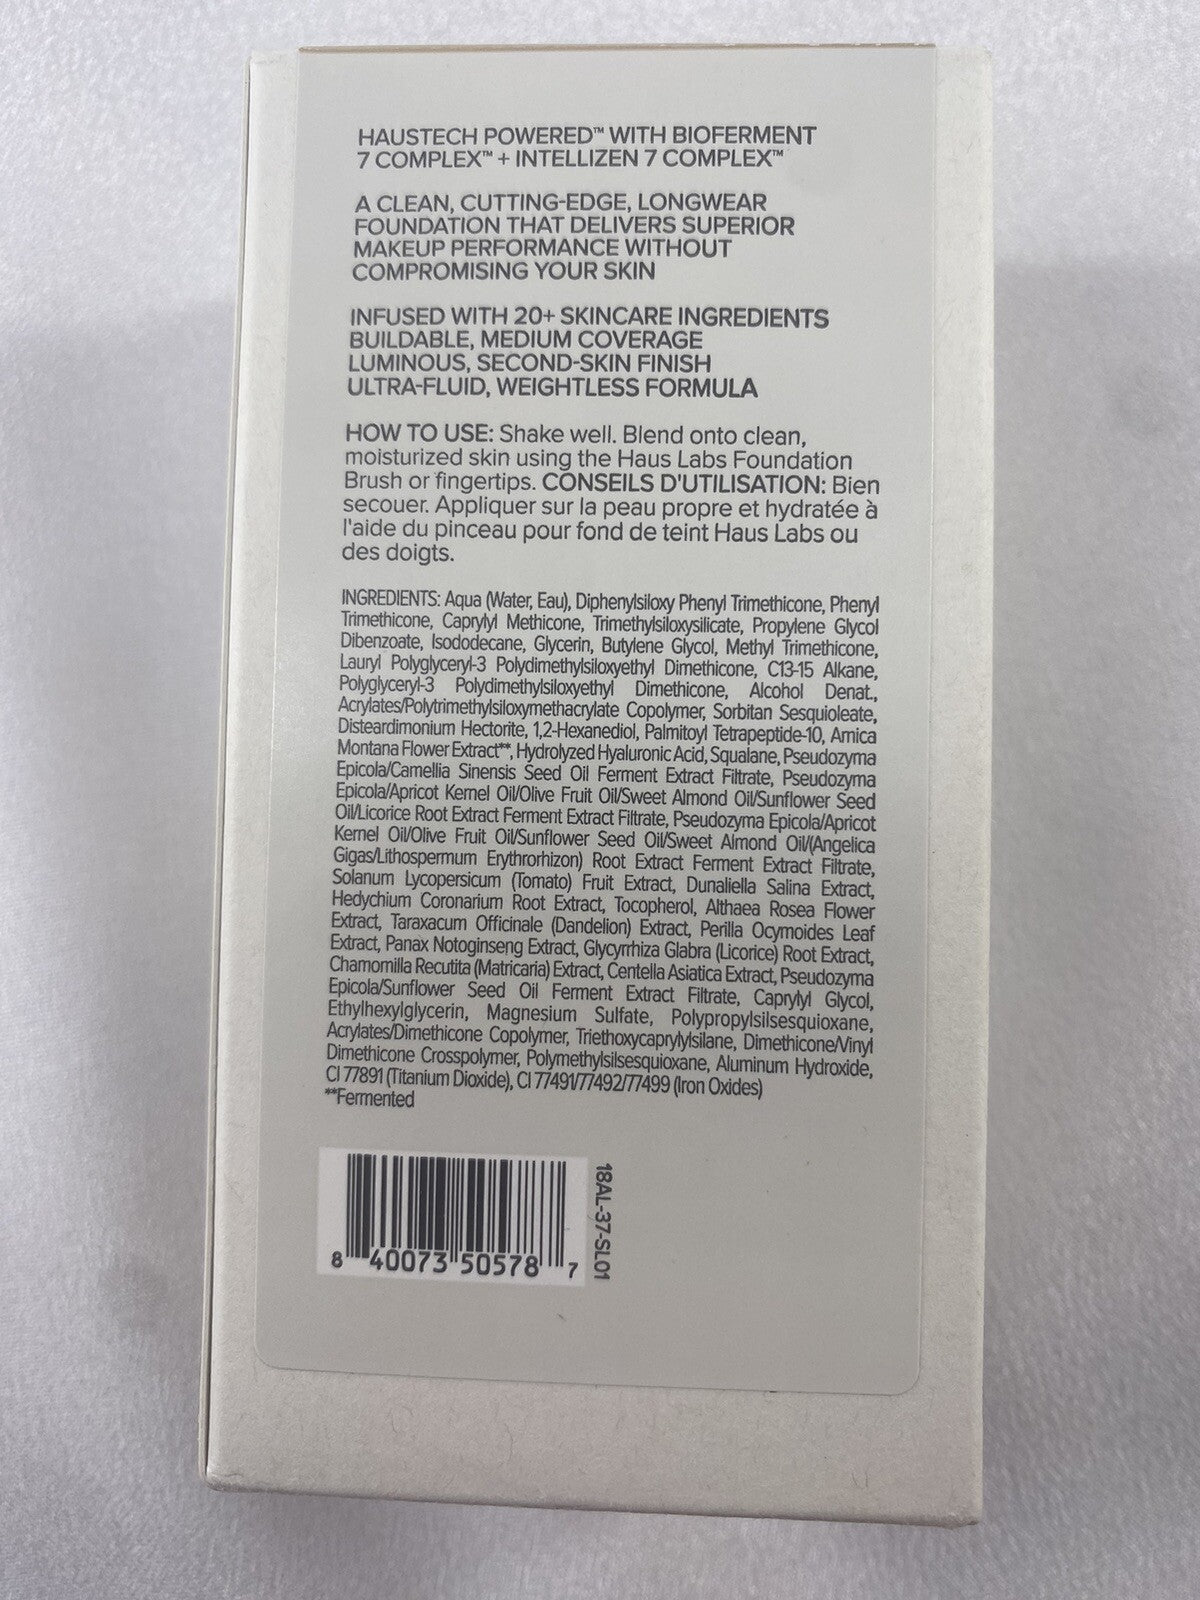 HAUSTECH POWERED™ WITH BIOFERMENT
7 COMPLEX™ + INTELLIZEN 7 COMPLEX™
A CLEAN, CUTTING-EDGE, LONGWEAR
FOUNDATION THAT DELIVERS SUPERIOR
MAKEUP PERFORMANCE WITHOUT
COMPROMISING YOUR SKIN
INFUSED WITH 20+ SKINCARE INGREDIENTS
BUILDABLE, MEDIUM COVERAGE
LUMINOUS, SECOND-SKIN FINISH
ULTRA-FLUID, WEIGHTLESS FORMULA
HOW TO USE: Shake well. Blend onto clean,
moisturized skin using the Haus Labs Foundation
Brush or fingertips. CONSEILS D'UTILISATION: Bien
secouer. Appliquer sur la peau propre et hydratée à
l'aide du pinceau pour fond de teint Haus Labs ou
des doigts.
INGREDIENTS: Aqua (Water, Eau), Diphenylsiloxy Phenyl Trimethicone, Phenyl
Trimethicone, Caprylyl Methicone, Trimethylsiloxysilicate, Propylene Glycol
Dibenzoate, Isododecane, Glycerin, Butylene Glycol, Methyl Trimethicone,
Lauryl Polyglyceryl-3 Polydimethylsiloxyethyl Dimethicone, C13-15 Alkane,
Polyglyceryl-3 Polydimethylsiloxyethyl Dimethicone, Alcohol Denat.,
Acrylates/Polytrimethylsiloxymethacrylate Copolymer, Sorbitan Sesquioleate,
Disteardimonium Hectorite, 1,2-Hexanediol, Palmitoyl Tetrapeptide-10, Arnica
Montana Flower Extract**, Hydrolyzed Hyaluronic Acid, Squalane, Pseudozyma
Epicola/Camellia Sinensis Seed Oil Ferment Extract Filtrate, Pseudozyma
Epicola/Apricot Kernel Oil/Olive Fruit Oil/Sweet Almond Oil/Sunflower Seed
Oil/Licorice Root Extract Ferment Extract Filtrate, Pseudozyma Epicola/Apricot
Kernel Oil/Olive Fruit Oil/Sunflower Seed Oil/Sweet Almond Oil/(Angelica
Gigas/Lithospermum Erythrorhizon) Root Extract Ferment Extract Filtrate,
Solanum Lycopersicum (Tomato) Fruit Extract, Dunaliella Salina Extract,
Hedychium Coronarium Root Extract, Tocopherol, Althaea Rosea Flower
Extract, Taraxacum Officinale (Dandelion) Extract, Perilla Ocymoides Leaf
Extract, Panax Notoginseng Extract, Glycyrrhiza Glabra (Licorice) Root Extract,
Chamomilla Recutita (Matricaria) Extract, Centella Asiatica Extract, Pseudozyma
Epicola/Sunflower Seed Oil Ferment Extract Filtrate, Caprylyl Glycol,
Ethylhexylglycerin, Magnesium Sulfate, Polypropylsilsesquioxane,
Acrylates/Dimethicone Copolymer, Triethoxycaprylylsilane, Dimethicone/Vinyl
Dimethicone Crosspolymer, Polymethylsilsesquioxane, Aluminum Hydroxide,
CI 77891 (Titanium Dioxide), CI 77491/77492/77499 (Iron Oxides)
**Fermented
8 40073 50578 7
18AL-37-SL01